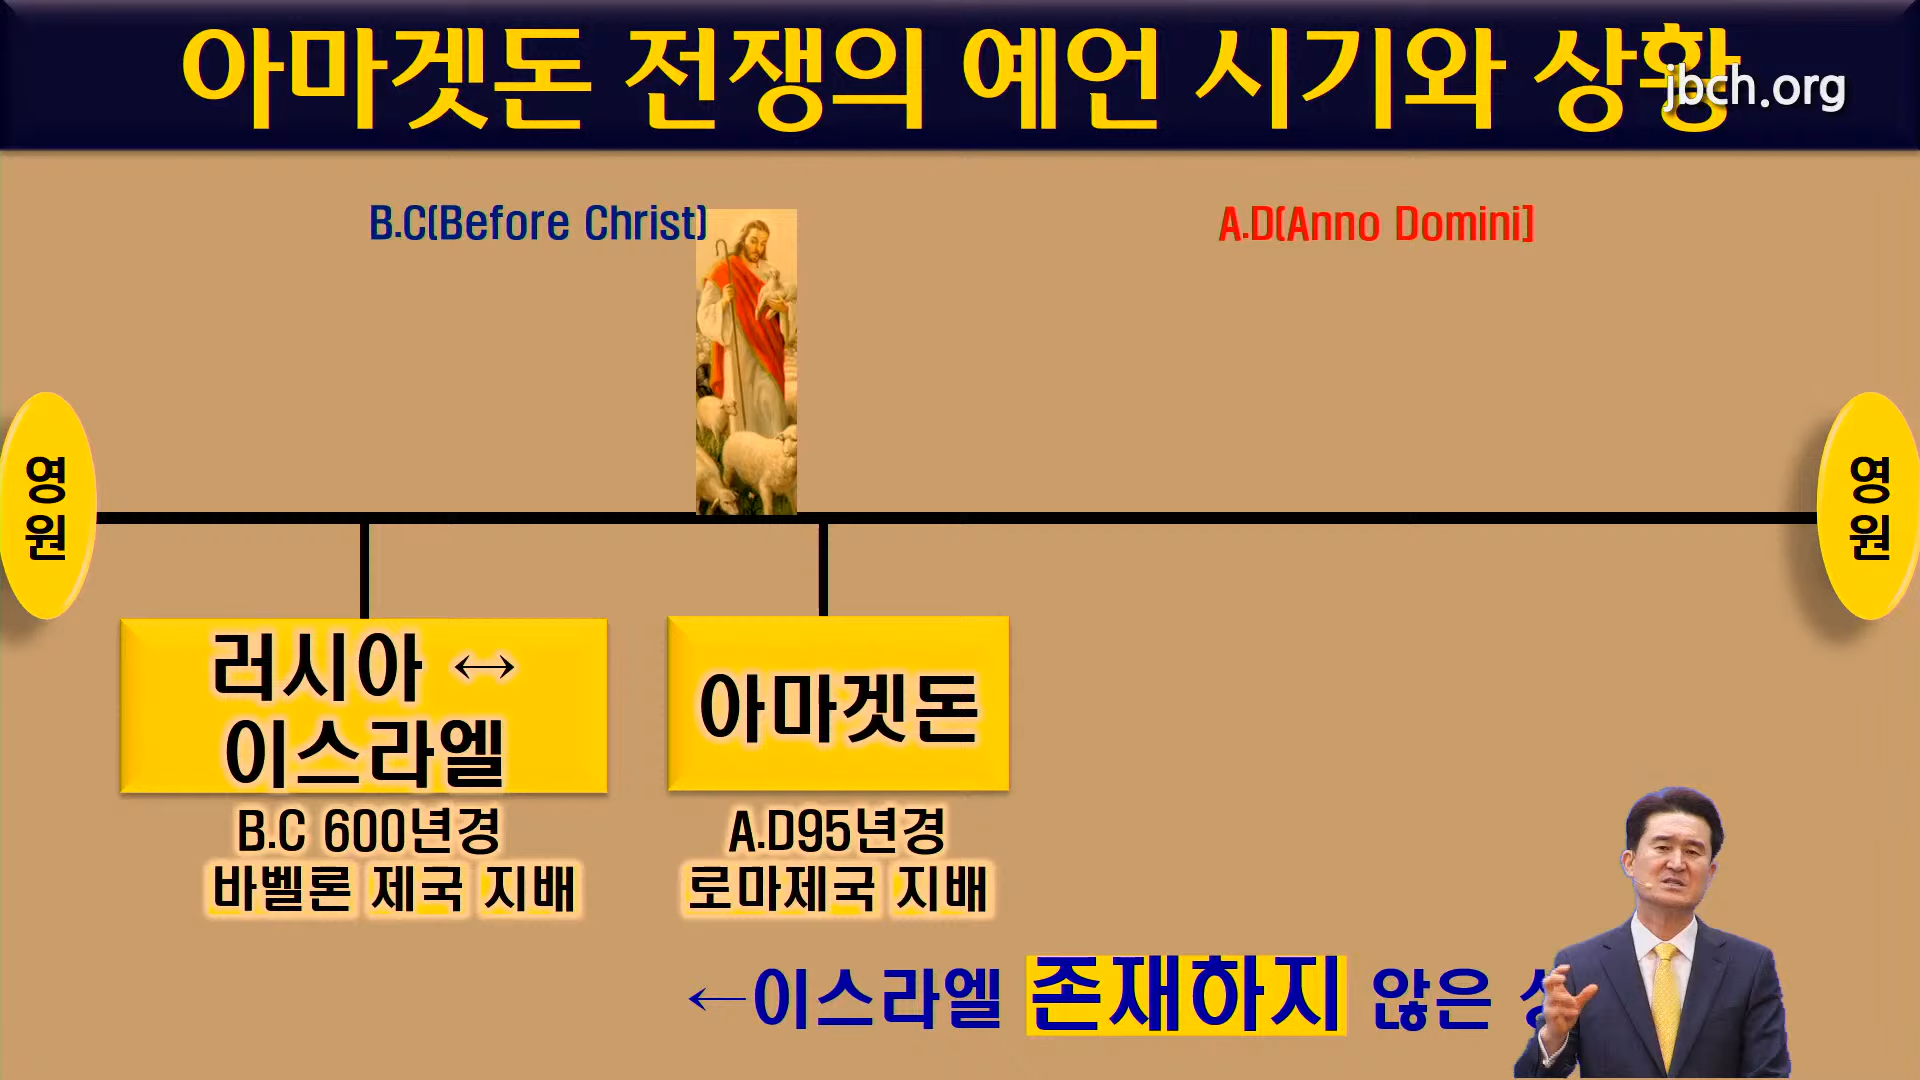 아마겟돈 전쟁의 예언 시기와 상황
jbch.org
B.C(Before Christ)
A.D(Anno Domini]
영원
영원
러시아 ↔
이스라엘
아마겟돈
B.C 600년경
바벨론 제국 지배
A.D95년경
로마제국 지배
←이스라엘 존재하지 않은